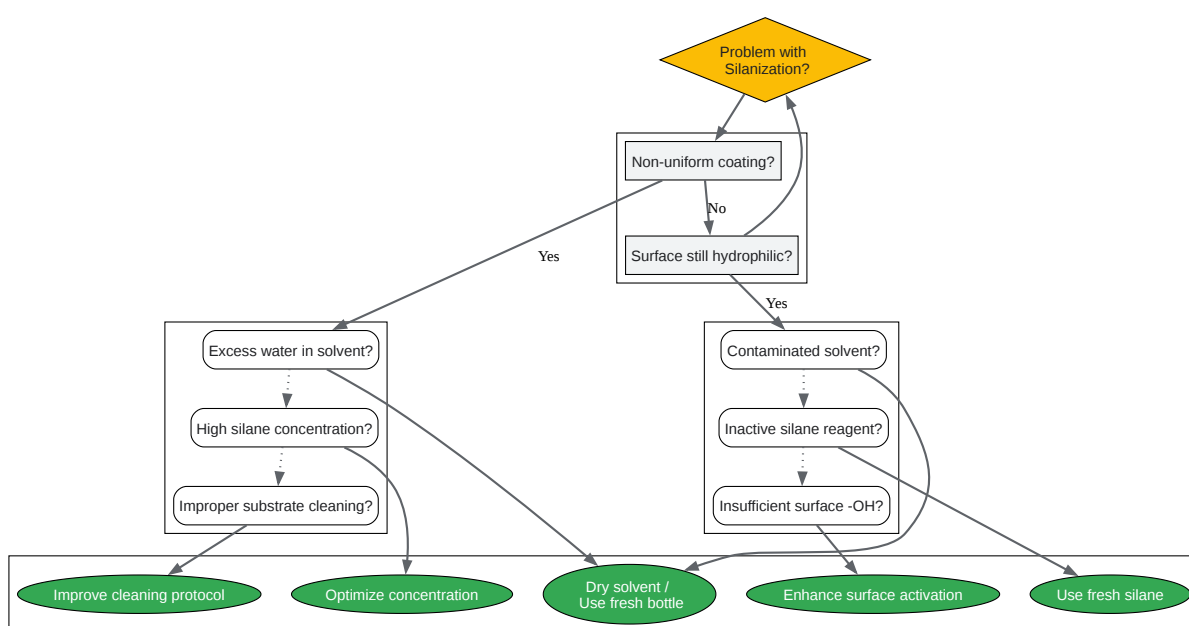 Problem with
Silanization?
Non-uniform coating?
No
Surface still hydrophilic?
Yes
Yes
Excess water in solvent?
Contaminated solvent?
High silane concentration?
Inactive silane reagent?
Improper substrate cleaning?
Insufficient surface -OH?
Improve cleaning protocol
Optimize concentration
Dry solvent /
Use fresh bottle
Enhance surface activation
Use fresh silane